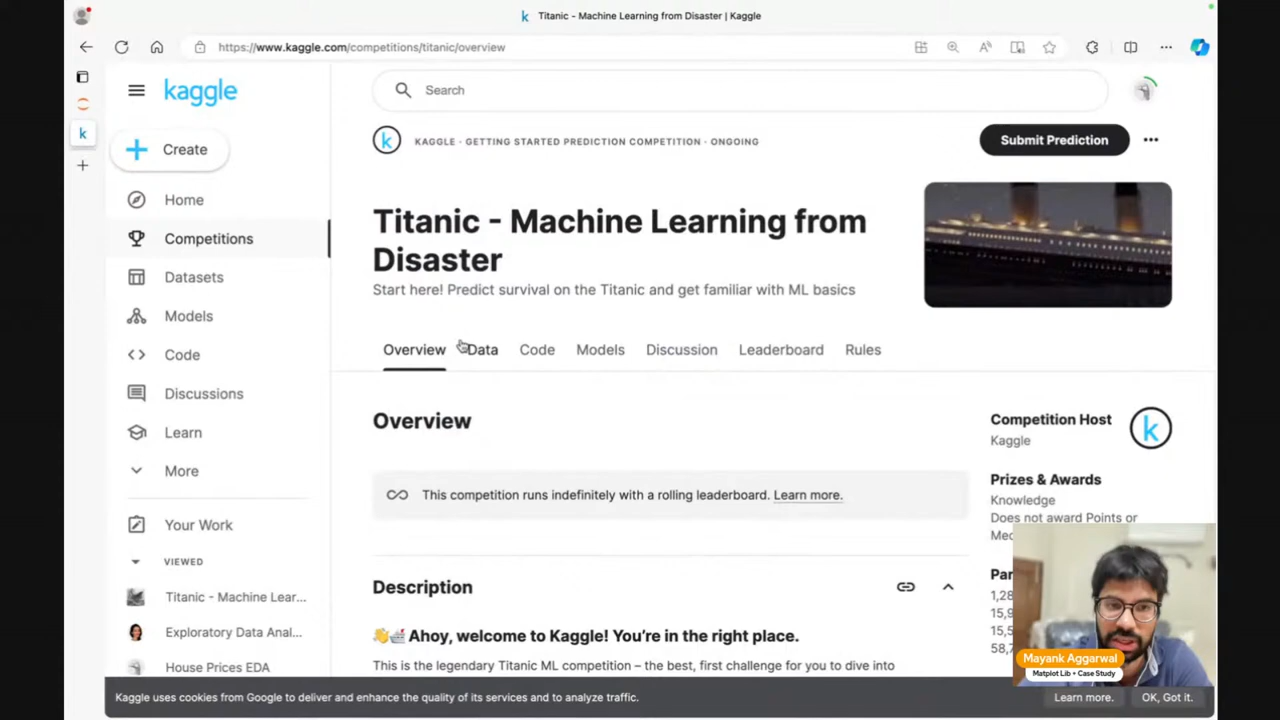 Titanic - Machine Learning from Disaster | Kaggle
https://www.kaggle.com/competitions/titanic/overview
kaggle
Search
KAGGLE · GETTING STARTED PREDICTION COMPETITION · ONGOING
Submit Prediction
Create
Home
Competitions
Datasets
Models
Code
Discussions
Learn
More
Your Work
VIEWED
Titanic - Machine Lear...
Exploratory Data Anal...
House Prices EDA
Titanic - Machine Learning from
Disaster
Start here! Predict survival on the Titanic and get familiar with ML basics
Overview Data Code Models Discussion Leaderboard Rules
Overview
This competition runs indefinitely with a rolling leaderboard. Learn more.
Description
👋🛳️ Ahoy, welcome to Kaggle! You’re in the right place.
This is the legendary Titanic ML competition – the best, first challenge for you to dive into
Competition Host
Kaggle
Prizes & Awards
Knowledge
Does not award Points or
Mayank Aggarwal
Matplot Lib + Case Study
Kaggle uses cookies from Google to deliver and enhance the quality of its services and to analyze traffic.
Learn more.
OK, Got it.